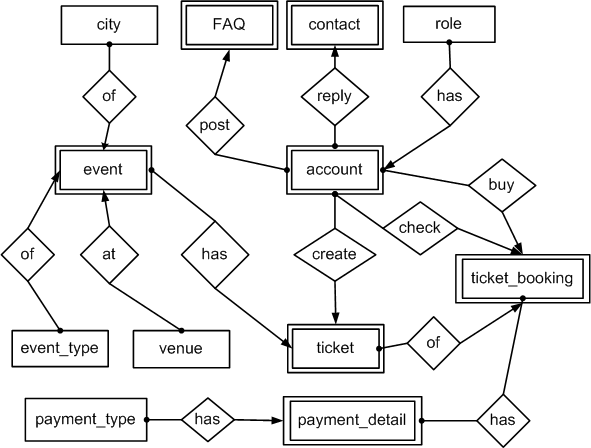 city
FAQ
contact
role
of
post
reply
has
event
account
buy
of
at
has
create
check
ticket_booking
event_type
venue
ticket
of
payment_type
has
payment_detail
has